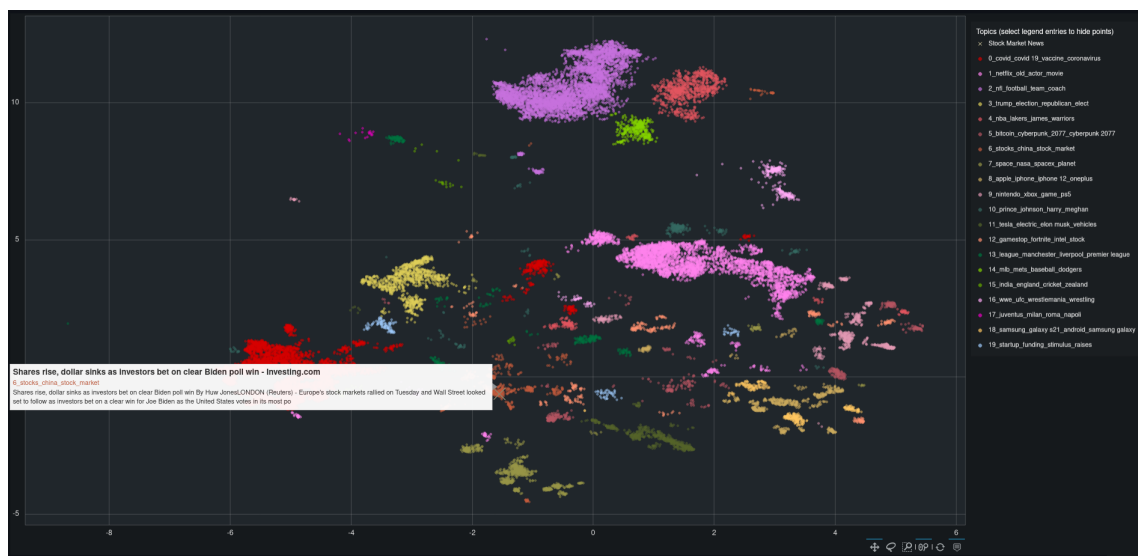 Topics (select legend entries to hide points)
Stock Market News
0_covid_covid 19_vaccine_coronavirus
1_netflix_old_actor_movie
2_nfl_football_team_coach
3_trump_election_republican_elect
4_nba_lakers_james_warriors
5_bitcoin_cyberpunk_2077_cyberpunk 2077
6_stocks_china_stock_market
7_space_nasa_spacex_planet
8_apple_iphone_iphone 12_oneplus
9_nintendo_xbox_game_ps5
10_prince_johnson_harry_meghan
11_tesla_electric_elon musk_vehicles
12_gamestop_fortnite_intel_stock
13_league_manchester_liverpool_premier league
14_mlb_mets_baseball_dodgers
15_india_england_cricket_zealand
16_wwe_ufc_wrestlemania_wrestling
17_juventus_milan_roma_napoli
18_samsung_galaxy s21_android_samsung galaxy
19_startup_funding_stimulus_raises
10
5
0
-5
Shares rise, dollar sinks as investors bet on clear Biden poll win - Investing.com
6_stocks_china_stock_market
Shares rise, dollar sinks as investors bet on clear Biden poll win By Huw JonesLONDON (Reuters) - Europe's stock markets rallied on Tuesday and Wall Street looked
set to follow as investors bet on a clear win for Joe Biden as the United States votes in its most po
-8
-6
-4
-2
0
2
4
6